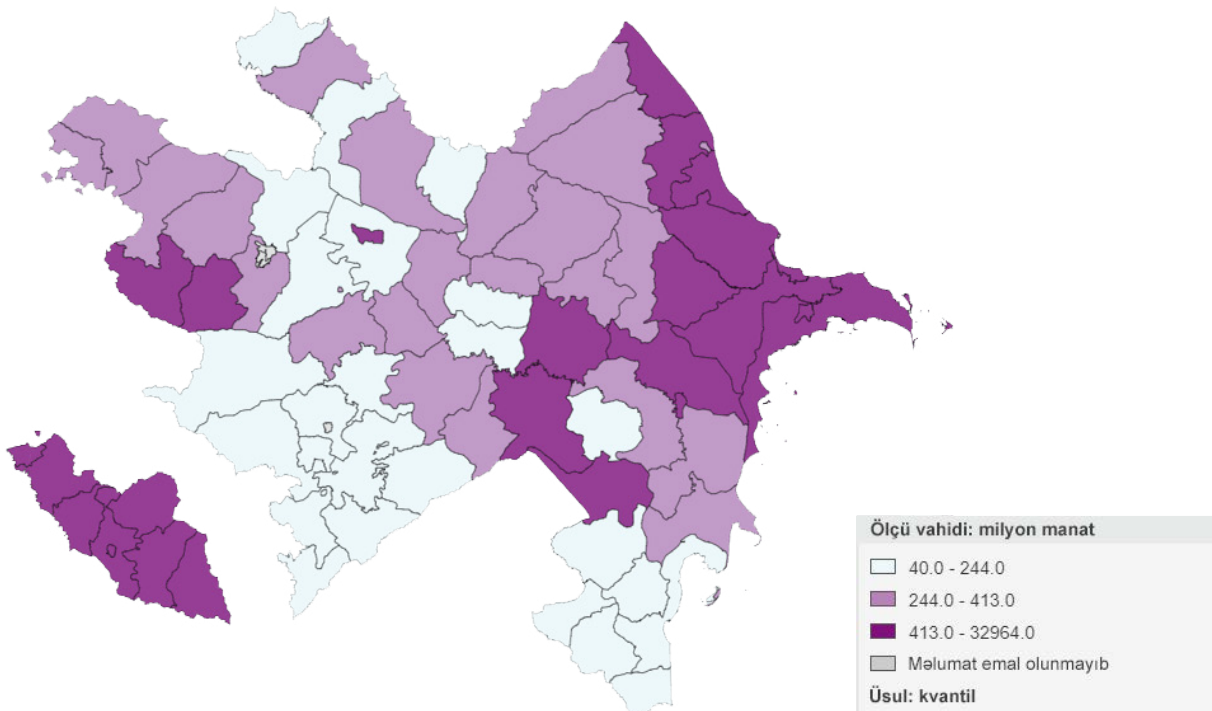 Ölçü vahidi: milyon manat
40.0 - 244.0
244.0 - 413.0
413.0 - 32964.0
Məlumat emal olunmayıb
Üsul: kvantil